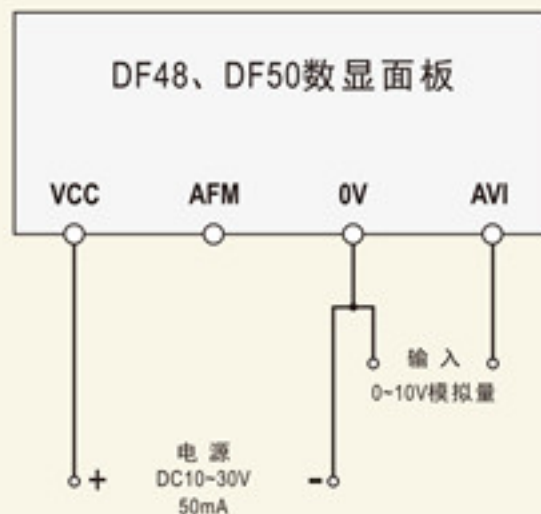 DF48、DF50数显面板
VCC AFM 0V AVI
输 入
0~10V模拟量
电 源
+ DC10~30V -
50mA